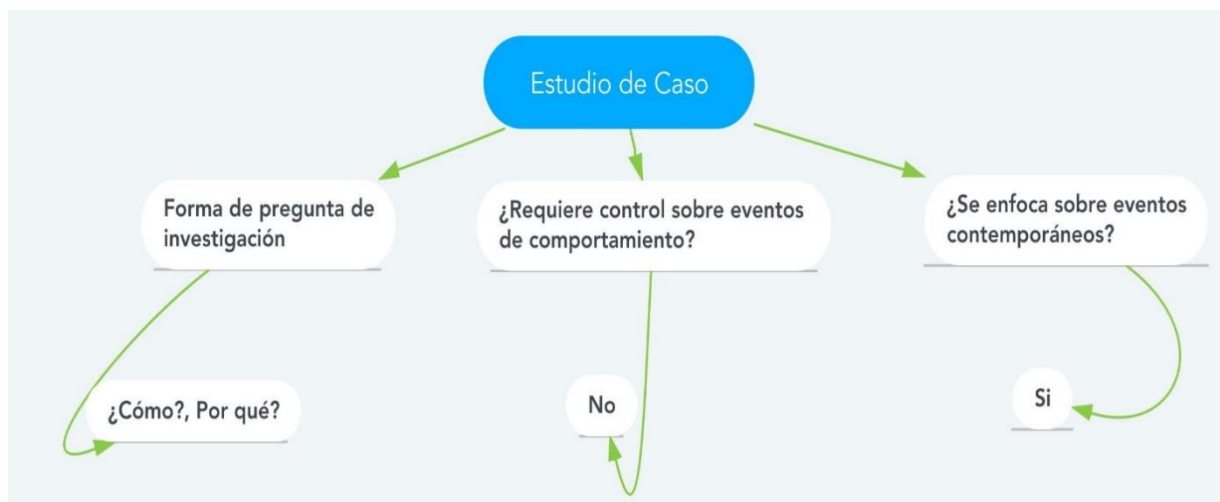 Estudio de Caso
Forma de pregunta de
investigación
¿Requiere control sobre eventos
de comportamiento?
¿Se enfoca sobre eventos
contemporáneos?
¿Cómo?, Por qué?
No
Si